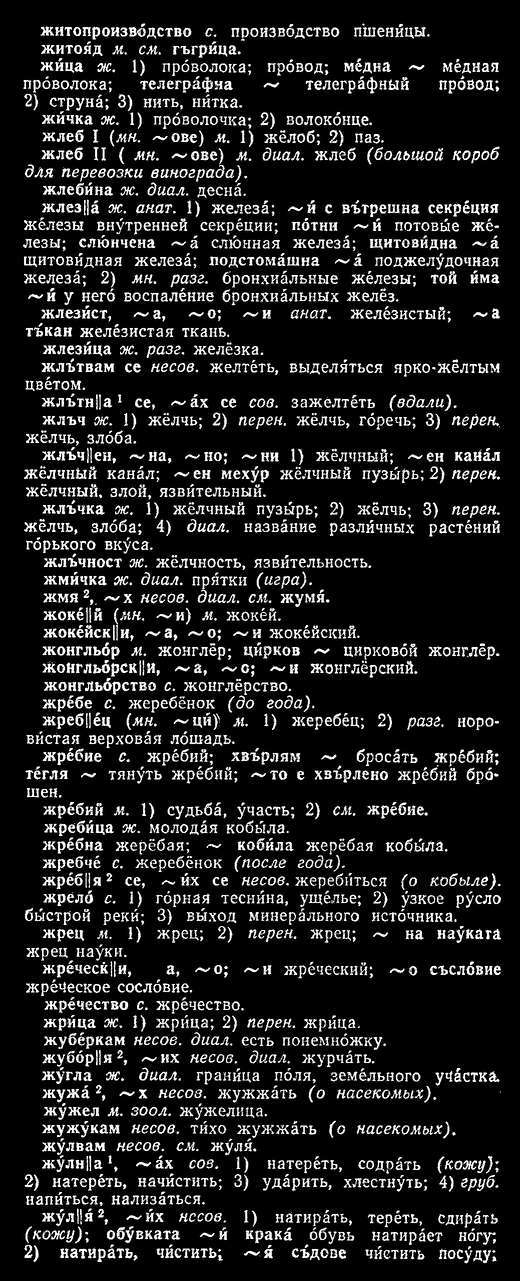 житопроизво́дство с. произво́дство пшени́цы.
житоя́д м. см. гъгри́ца.
жи́ца ж. 1) про́волока; про́вод; ме́дна ~ ме́дная
про́волока; телегра́фна ~ телегра́фный про́вод;
2) струна́; 3) нить, ни́тка.
жи́чка ж. 1) про́волочка; 2) волоко́нце.
жлеб I (мн. ~ове) м. 1) жёлоб; 2) паз.
жлеб II ( мн. ~ове) м. диал. жлеб (большой короб
для перевозки винограда).
жлеби́на ж. диал. десна́.
жлез||а́ ж. анат. 1) железа́; ~и́ с въ́трешна секре́ция
же́лезы вну́тренней секре́ции; по́тни ~и́ потовы́е же́-
лезы; слю́нчена ~а́ слю́нная железа́; щитови́дна ~а́
щитови́дная железа́; подстома́шна ~а́ поджелу́дочная
железа́; 2) мн. разг. бронхиа́льные же́лезы; той и́ма
~и́ у него́ воспале́ние бронхиа́льных желёз.
жлези́ст, ~а, ~о; ~и анат. желе́зистый; ~а
тъ́кан желе́зистая ткань.
жлези́ца ж. разг. желёзка.
жлъ́твам се несов. желте́ть, выделя́ться ярко-жёлтым
цве́том.
жлъ́тн||а ¹ се, ~ах се сов. зажелте́ть (вдали).
жлъч ж. 1) жёлчь; 2) перен. жёлчь, го́речь; 3) перен.
жёлчь, зло́ба.
жлъ́ч||ен, ~на, ~но; ~ни 1) жёлчный; ~ен кана́л
жёлчный кана́л; ~ен меху́р жёлчный пузы́рь; 2) перен.
жёлчный, злой, язви́тельный.
жлъ́чка ж. 1) жёлчный пузы́рь; 2) жёлчь; 3) перен.
жёлчь, зло́ба; 4) диал. назва́ние разли́чных расте́ний
го́рького вку́са.
жлъ́чност ж. жёлчность, язви́тельность.
жми́чка ж. диал. пря́тки (игра).
жмя ², ~х несов. диал. см. жумя́.
жоке́||й (мн. ~и) м. жоке́й.
жоке́йск||и, ~а, ~о; ~и жоке́йский.
жонгльо́р м. жонглёр; ци́рков ~ цирково́й жонглёр.
жонгльо́рск||и, ~а, ~о; ~и жонглёрский.
жонгльо́рство с. жонглёрство.
жре́бе с. жеребёнок (до года).
жреб||е́ц (мн. ~ци́) м. 1) жеребе́ц; 2) разг. норо-
ви́стая верхова́я ло́шадь.
жре́бие с. жре́бий; хвъ́рлям ~ броса́ть жре́бий;
те́гля ~ тяну́ть жре́бий; ~то е хвъ́рлено жре́бий бро́-
шен.
жре́бий м. 1) судьба́, у́часть; 2) см. жре́бие.
жреби́ца ж. молода́я кобы́ла.
жре́бна жерёбая; ~ коби́ла жерёбая кобы́ла.
жребче́ с. жеребёнок (после года).
жре́б||я ² се, ~их се несов. жереби́ться (о кобыле).
жрело́ с. 1) го́рная тесни́на, уще́лье; 2) у́зкое ру́сло
бы́строй реки́; 3) вы́ход минера́льного исто́чника.
жрец м. 1) жрец; 2) перен. жрец; ~ на нау́ката
жрец нау́ки.
жре́ческ||и, а, ~о; ~и жре́ческий; ~о съсло́вие
жре́ческое сосло́вие.
жре́чество с. жре́чество.
жри́ца ж. 1) жри́ца; 2) перен. жри́ца.
жубе́ркам несов. диал. есть понемно́жку.
жубо́р||я ², ~их несов. диал. журча́ть.
жу́гла ж. диал. грани́ца по́ля, земе́льного уча́стка.
жужа́ ², ~х несов. жужжа́ть (о насекомых).
жу́жел м. зоол. жу́желица.
жужу́кам несов. ти́хо жужжа́ть (о насекомых).
жу́лвам несов. см. жу́ля.
жу́лн||а ¹, ~ах сов. 1) натере́ть, содра́ть (кожу);
2) натере́ть, начи́стить; 3) уда́рить, хлестну́ть; 4) груб.
напи́ться, нализа́ться.
жу́л||я ², ~их несов. 1) натира́ть, тере́ть, сдира́ть
(кожу); обу́вката ~и крака́ о́бувь натира́ет но́гу;
2) натира́ть, чи́стить; ~я съ́дове чи́стить посу́ду;